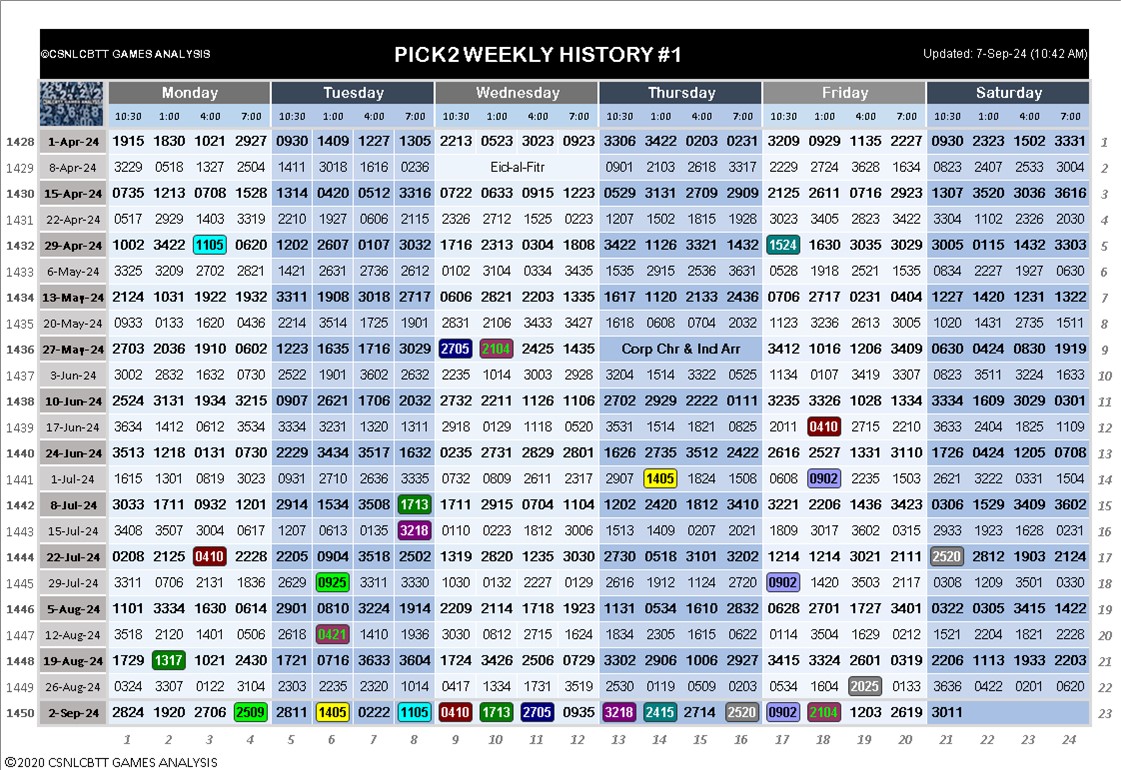 ©CSNLCBTT GAMES ANALYSIS PICK2 WEEKLY HISTORY #1 Updated: 7-Sep-24 (10:42 AM)
Monday Tuesday Wednesday Thursday Friday Saturday
10:30 1:00 4:00 7:00 10:30 1:00 4:00 7:00 10:30 1:00 4:00 7:00 10:30 1:00 4:00 7:00 10:30 1:00 4:00 7:00 10:30 1:00 4:00 7:00
1428 1-Apr-24 1915 1830 1021 2927 0930 1409 1227 1305 2213 0523 3023 0923 3306 3422 0203 0231 3209 0929 1135 2227 0930 2323 1502 3331 1
1429 8-Apr-24 3229 0518 1327 2504 1411 3018 1616 0236 Eid-al-Fitr 0901 2103 2618 3317 2229 2724 3628 1634 0823 2407 2533 3004 2
1430 15-Apr-24 0735 1213 0708 1528 1314 0420 0512 3316 0722 0633 0915 1223 0529 3131 2709 2909 2125 2611 0716 2923 1307 3520 3036 3616 3
1431 22-Apr-24 0517 2929 1403 3319 2210 1927 0606 2115 2326 2712 1525 0223 1207 1502 1815 1928 3023 3405 2823 3422 3304 1102 2326 2030 4
1432 29-Apr-24 1002 3422 1105 0620 1202 2607 0107 3032 1716 2313 0304 1808 3422 1126 3321 1432 1524 1630 3035 3029 3005 0115 1432 3303 5
1433 6-May-24 3325 3209 2702 2821 1421 2631 2736 2612 0102 3104 0334 3435 1535 2915 2536 3631 0528 1918 2521 1535 0834 2227 1927 0630 6
1434 13-May-24 2124 1031 1922 1932 3311 1908 3018 2717 0606 2821 2203 1335 1617 1120 2133 2436 0706 2717 0231 0404 1227 1420 1231 1322 7
1435 20-May-24 0933 0133 1620 0436 2214 3514 1725 1901 2831 2106 3433 3427 1618 0608 0704 2032 1123 3236 2613 3005 1020 1431 2735 1511 8
1436 27-May-24 2703 2036 1910 0602 1223 1635 1716 3029 2705 2104 2425 1435 Corp Chr & Ind Arr 3412 1016 1206 3409 0630 0424 0830 1919 9
1437 3-Jun-24 3002 2832 1632 0730 2522 1901 3602 2632 2235 1014 3003 2928 3204 1514 3322 0525 1134 0107 3419 3307 0823 3511 3224 1633 10
1438 10-Jun-24 2524 3131 1934 3215 0907 2621 1706 2032 2732 2211 1126 1106 2702 2929 2222 0111 3235 3326 1028 1334 3334 1609 3029 0301 11
1439 17-Jun-24 3634 1412 0612 3534 3334 3231 1320 1311 2918 0129 1118 0520 3531 1514 1821 0825 2011 0410 2715 2210 3633 2404 1825 1109 12
1440 24-Jun-24 3513 1218 0131 0730 2229 3434 3517 1632 0235 2731 2829 2801 1626 2735 3512 2422 2616 2527 1331 3110 1726 0424 1205 0708 13
1441 1-Jul-24 1615 1301 0819 3023 0931 2710 2636 3335 0732 0809 2611 2317 2907 1405 1824 1508 0608 0902 2235 1503 2621 3222 0331 1504 14
1442 8-Jul-24 3033 1711 0932 1201 2914 1534 3508 1713 1711 2915 0704 1104 1202 2420 1812 3410 3221 2206 1436 3423 0306 1529 3409 3602 15
1443 15-Jul-24 3408 3507 3004 0617 1207 0613 0135 3218 0110 0223 1812 3006 1513 1409 0207 2021 1809 3017 3602 0315 2933 1923 1628 0231 16
1444 22-Jul-24 0208 2125 0410 2228 2205 0904 3518 2502 1319 2820 1235 3030 2730 0518 3101 3202 1214 1214 3021 2111 2520 2812 1903 2124 17
1445 29-Jul-24 3311 0706 2131 1836 2629 0925 3311 3330 1030 0132 2227 0129 2616 1912 1124 2720 0902 1420 3503 2117 0308 1209 3501 0330 18
1446 5-Aug-24 1101 3334 1630 0614 2901 0810 3224 1914 2209 2114 1718 1923 1131 0534 1610 2832 0628 2701 1727 3401 0322 0305 3415 1422 19
1447 12-Aug-24 3518 2120 1401 0506 2618 0421 1410 1936 3030 0812 2715 1624 1834 2305 1615 0622 0114 3504 1629 0212 1521 2204 1821 2228 20
1448 19-Aug-24 1729 1317 1021 2430 1721 0716 3633 3604 1724 3426 2506 0729 3302 2906 1006 2927 3415 3324 2601 0319 2206 1113 1933 2203 21
1449 26-Aug-24 0324 3307 0122 3104 2303 2235 2320 1014 0417 1334 1731 3519 2530 0119 0509 0203 0534 1604 2025 0133 3636 0422 0201 0620 22
1450 2-Sep-24 2824 1920 2706 2509 2811 1405 0222 1105 0410 1713 2705 0935 3218 2415 2714 2520 0902 2104 1203 2619 3011 23
1 2 3 4 5 6 7 8 9 10 11 12 13 14 15 16 17 18 19 20 21 22 23 24
©2020 CSNLCBTT GAMES ANALYSIS